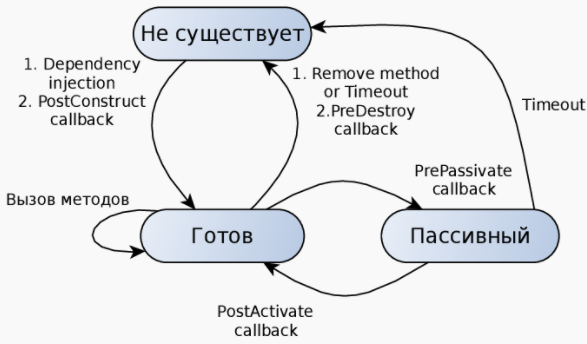 Не существует
1. Dependency
injection
2. PostConstruct
callback
1. Remove method
or Timeout
2.PreDestroy
callback
Timeout
PrePassivate
callback
Вызов методов
Готов
Пассивный
PostActivate
callback